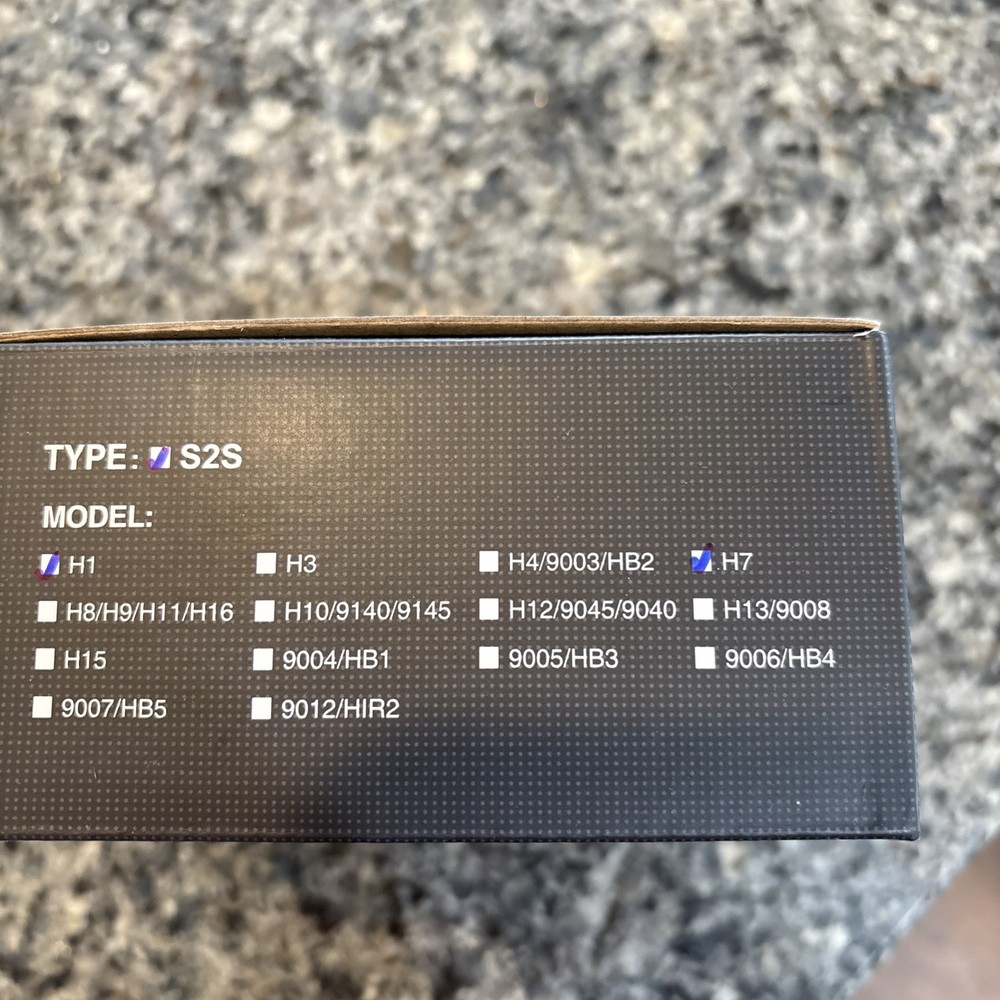 TYPE: S2S
MODEL:
H1 H3 H4/9003/HB2 H7
H8/H9/H11/H16 H10/9140/9145 H12/9045/9040 H13/9008
H15 9004/HB1 9005/HB3 9006/HB4
9007/HB5 9012/HIR2